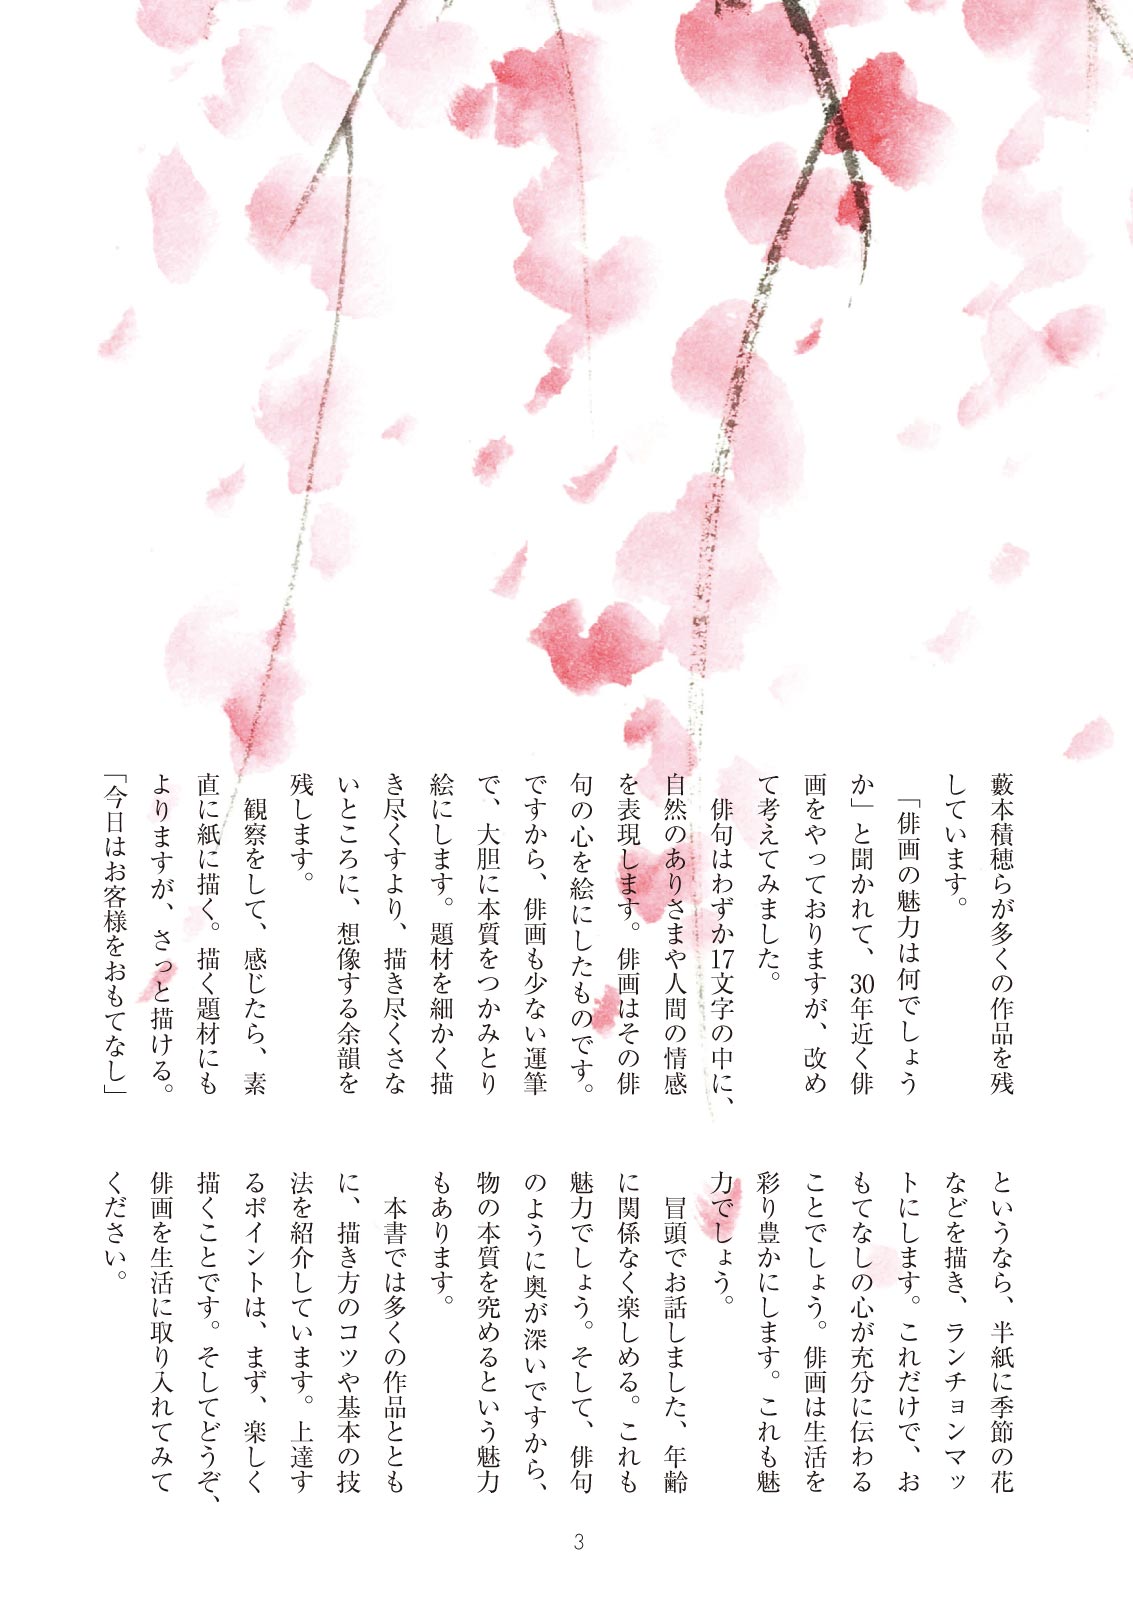 藪本積穂らが多くの作品を残
しています。
「俳画の魅力は何でしょう
か」と聞かれて、30年近く俳
画をやっておりますが、改め
て考えてみました。
俳句はわずか17文字の中に、
自然のありさまや人間の情感
を表現します。俳画はその俳
句の心を絵にしたものです。
ですから、俳画も少ない運筆
で、大胆に本質をつかみとり
絵にします。題材を細かく描
き尽くすより、描き尽くさな
いところに、想像する余韻を
残します。
観察をして、感じたら、素
直に紙に描く。描く題材にも
よりますが、さっと描ける。
「今日はお客様をおもてなし」
というなら、半紙に季節の花
などを描き、ランチョンマッ
トにします。これだけで、お
もてなしの心が充分に伝わる
ことでしょう。俳画は生活を
彩り豊かにします。これも魅
力でしょう。
冒頭でお話しました、年齢
に関係なく楽しめる。これも
魅力でしょう。そして、俳句
のように奥が深いですから、
物の本質を究めるという魅力
もあります。
本書では多くの作品ととも
に、描き方のコツや基本の技
法を紹介しています。上達す
るポイントは、まず、楽しく
描くことです。そしてどうぞ、
俳画を生活に取り入れてみて
ください。
3